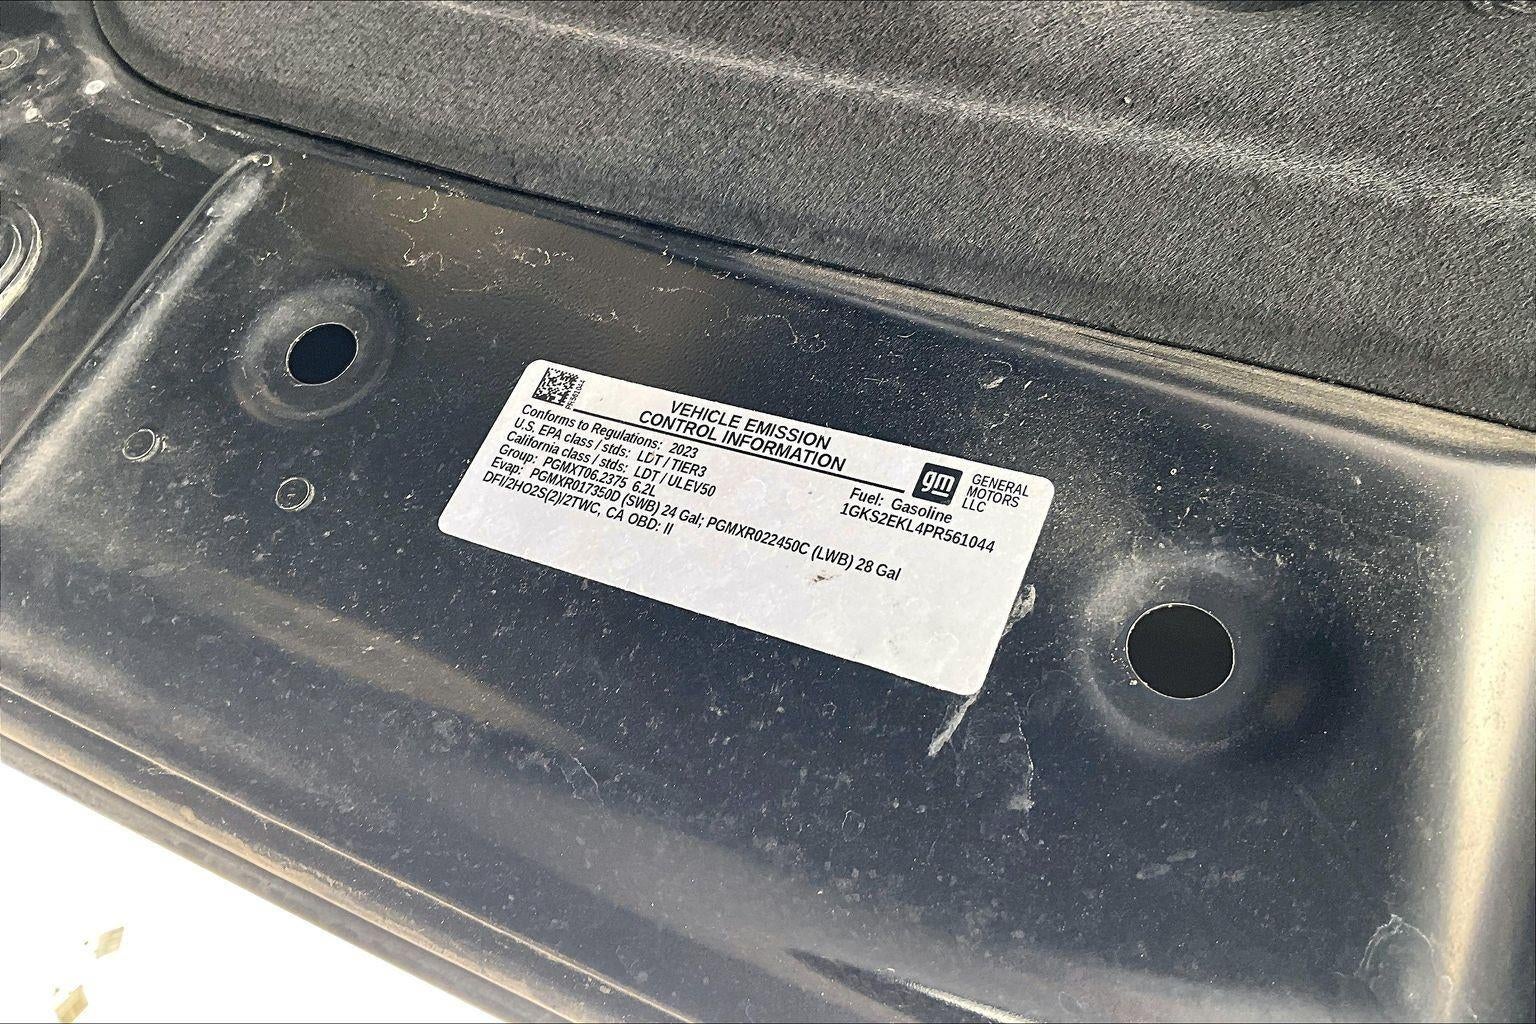 PR561044
VEHICLE EMISSION
CONTROL INFORMATION
Conforms to Regulations: 2023
U.S. EPA class / stds: LDT / TIER3
California class / stds: LDT / ULEV50
Group: PGMXT06.2375 6.2L
Evap: PGMXR017350D (SWB) 24 Gal; PGMXR022450C (LWB) 28 Gal
DFI/2HO2S(2)/2TWC, CA OBD: II
gm
GENERAL
MOTORS
LLC
Fuel: Gasoline
1GKS2EKL4PR561044